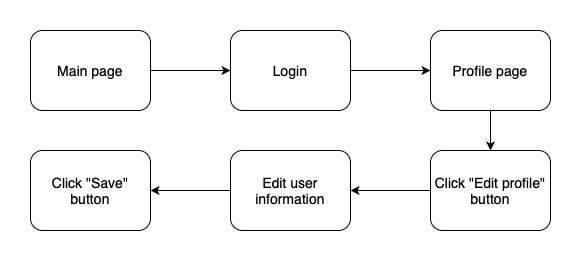 Main page
Login
Profile page
Click "Edit profile"
button
Edit user
information
Click "Save"
button